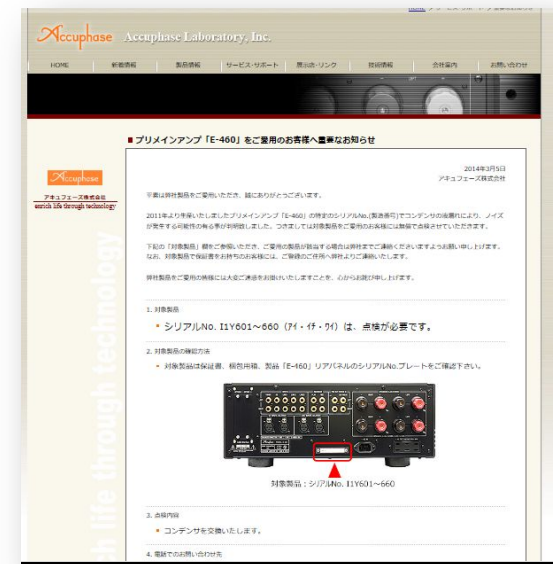 Accuphase Accuphase Laboratory, Inc.
HOME 新着情報 製品情報 サービス・サポート 展示店・リンク 技術情報 会社案内 お問い合わせ
■プリメインアンプ「E-460」をご愛用のお客様へ重要なお知らせ
2014年3月5日
アキュフェーズ株式会社
Accuphase
アキュフェーズ株式会社
enrich life through technology
平素は弊社製品をご愛用いただき、誠にありがとうございます。
2011年より生産いたしましたプリメインアンプ「E-460」の特定のシリアルNo.(製造番号)でコンデンサの液漏れにより、ノイズ
が発生する可能性の有る事が判明致しました。つきましては対象製品をご愛用のお客様には無償で点検させていただきます。
下記の「対象製品」欄をご参照いただき、ご愛用の製品が該当する場合は弊社までご連絡くださいますようお願い申し上げます。
なお、対象製品で保証書をお持ちのお客様には、ご登録のご住所へ弊社よりご連絡いたします。
弊社製品をご愛用の皆様には大変ご迷惑をお掛けいたしますことを、心からお詫び申し上げます。
1. 対象製品
• シリアルNo. I1Y601～660（アイ・イチ・ワイ）は、点検が必要です。
2. 対象製品の確認方法
• 対象製品は保証書、梱包用箱、製品「E-460」リアパネルのシリアルNo.プレートをご確認下さい。
対象製品：シリアルNo. I1Y601～660
3. 点検内容
• コンデンサを交換いたします。
4. 電話でのお問い合わせ先